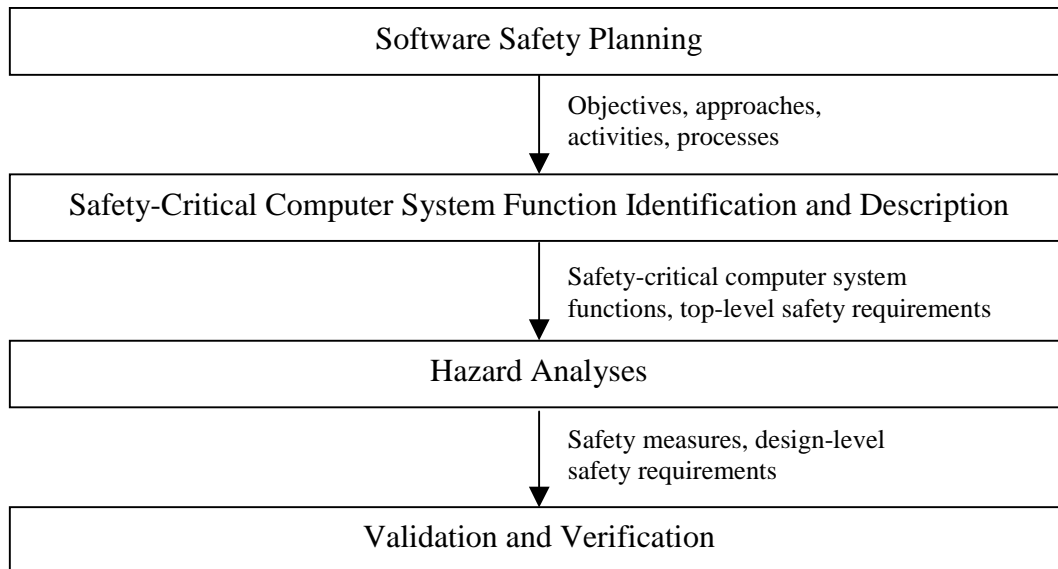 Software Safety Planning
Objectives, approaches,
activities, processes
Safety-Critical Computer System Function Identification and Description
Safety-critical computer system
functions, top-level safety requirements
Hazard Analyses
Safety measures, design-level
safety requirements
Validation and Verification